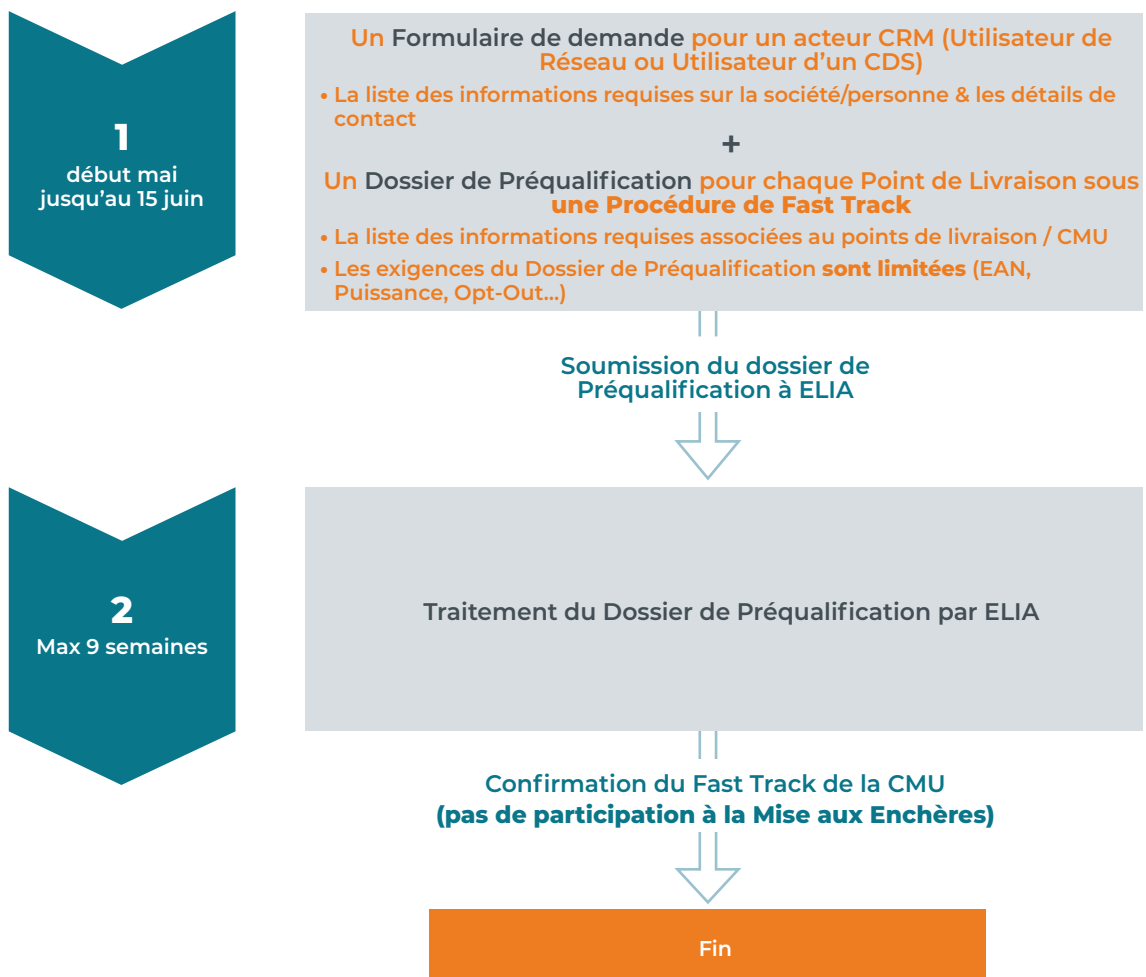 1
début mai
jusqu'au 15 juin
Un Formulaire de demande pour un acteur CRM (Utilisateur de
Réseau ou Utilisateur d'un CDS)
• La liste des informations requises sur la société/personne & les détails de
contact
+
Un Dossier de Préqualification pour chaque Point de Livraison sous
une Procédure de Fast Track
• La liste des informations requises associées au points de livraison / CMU
• Les exigences du Dossier de Préqualification sont limitées (EAN,
Puissance, Opt-Out...)
Soumission du dossier de
Préqualification à ELIA
2
Max 9 semaines
Traitement du Dossier de Préqualification par ELIA
Confirmation du Fast Track de la CMU
(pas de participation à la Mise aux Enchères)
Fin